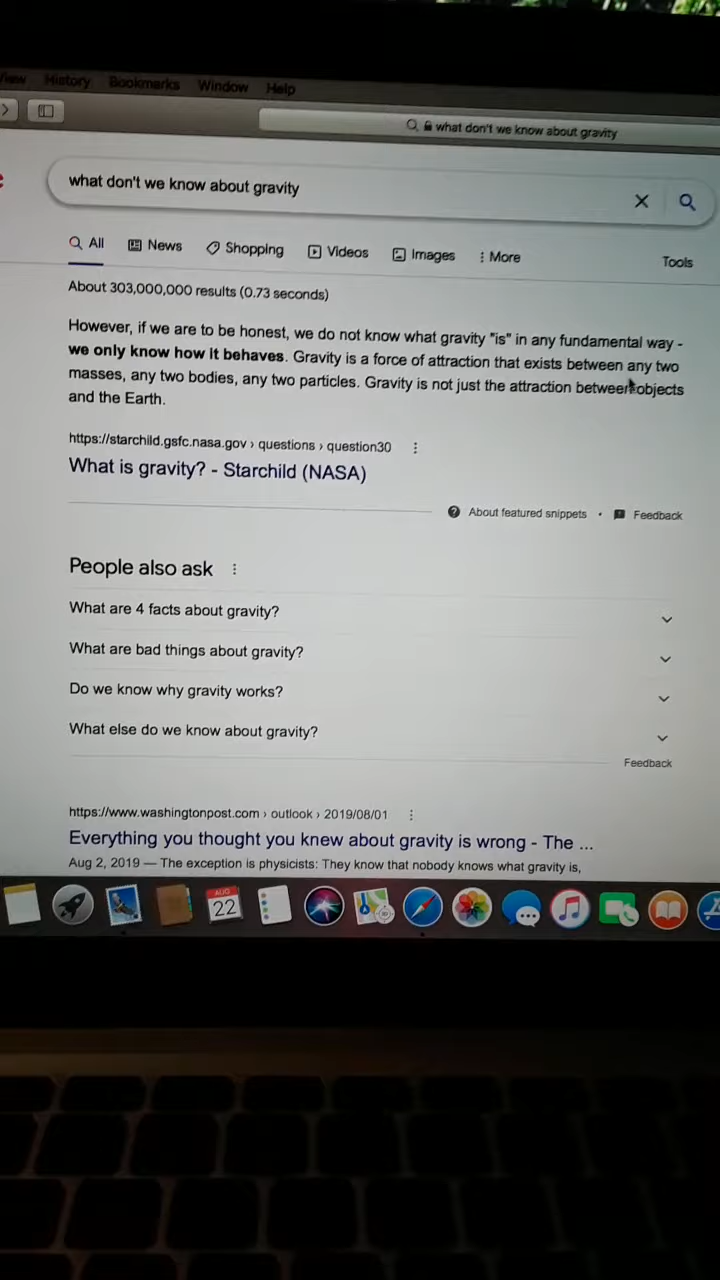 View History Bookmarks Window Help
what don't we know about gravity
what don't we know about gravity
All News Shopping Videos Images More Tools
About 303,000,000 results (0.73 seconds)
However, if we are to be honest, we do not know what gravity "is" in any fundamental way -
we only know how it behaves. Gravity is a force of attraction that exists between any two
masses, any two bodies, any two particles. Gravity is not just the attraction between objects
and the Earth.
https://starchild.gsfc.nasa.gov › questions › question30
What is gravity? - Starchild (NASA)
About featured snippets • Feedback
People also ask
What are 4 facts about gravity?
What are bad things about gravity?
Do we know why gravity works?
What else do we know about gravity?
Feedback
https://www.washingtonpost.com › outlook › 2019/08/01
Everything you thought you knew about gravity is wrong - The ...
Aug 2, 2019 — The exception is physicists: They know that nobody knows what gravity is,
AUG
22